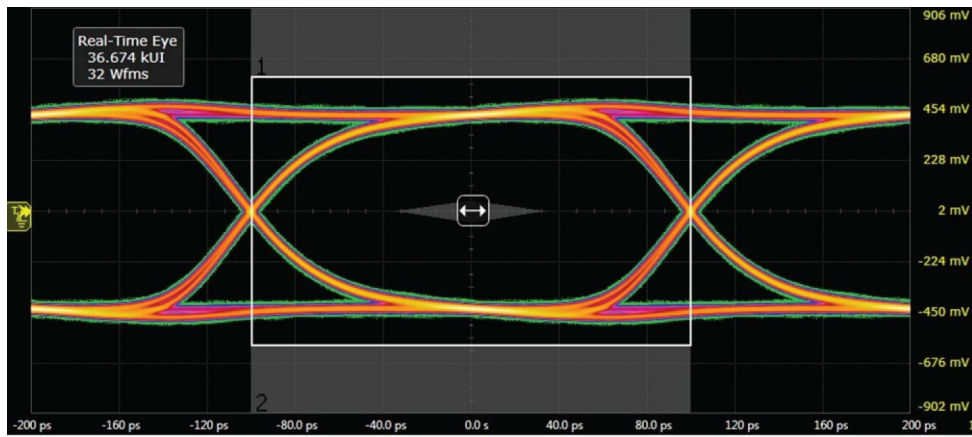 Real-Time Eye
36.674 kUI
32 Wfms
1
906 mV
680 mV
454 mV
228 mV
2 mV
-224 mV
-450 mV
-676 mV
-902 mV
2
-200 ps -160 ps -120 ps -80.0 ps -40.0 ps 0.0 s 40.0 ps 80.0 ps 120 ps 160 ps 200 ps